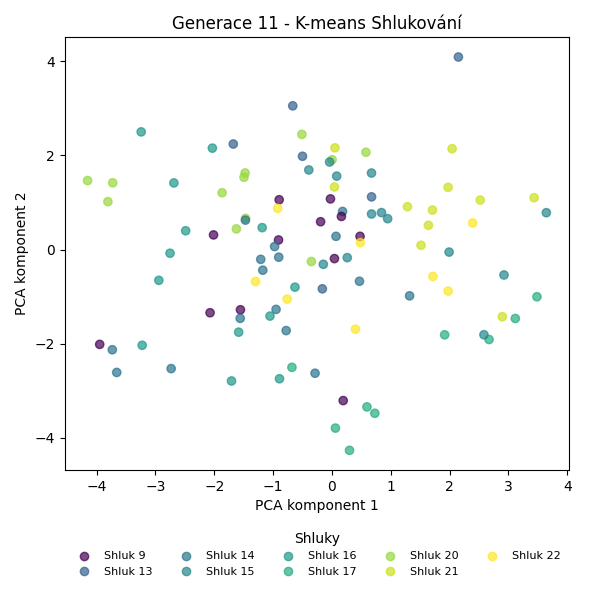 Generace 11 - K-means Shlukování
4
2
0
−2
−4
PCA komponent 2
−4 −3 −2 −1 0 1 2 3 4
PCA komponent 1
Shluky
Shluk 9 Shluk 14 Shluk 16 Shluk 20 Shluk 22
Shluk 13 Shluk 15 Shluk 17 Shluk 21